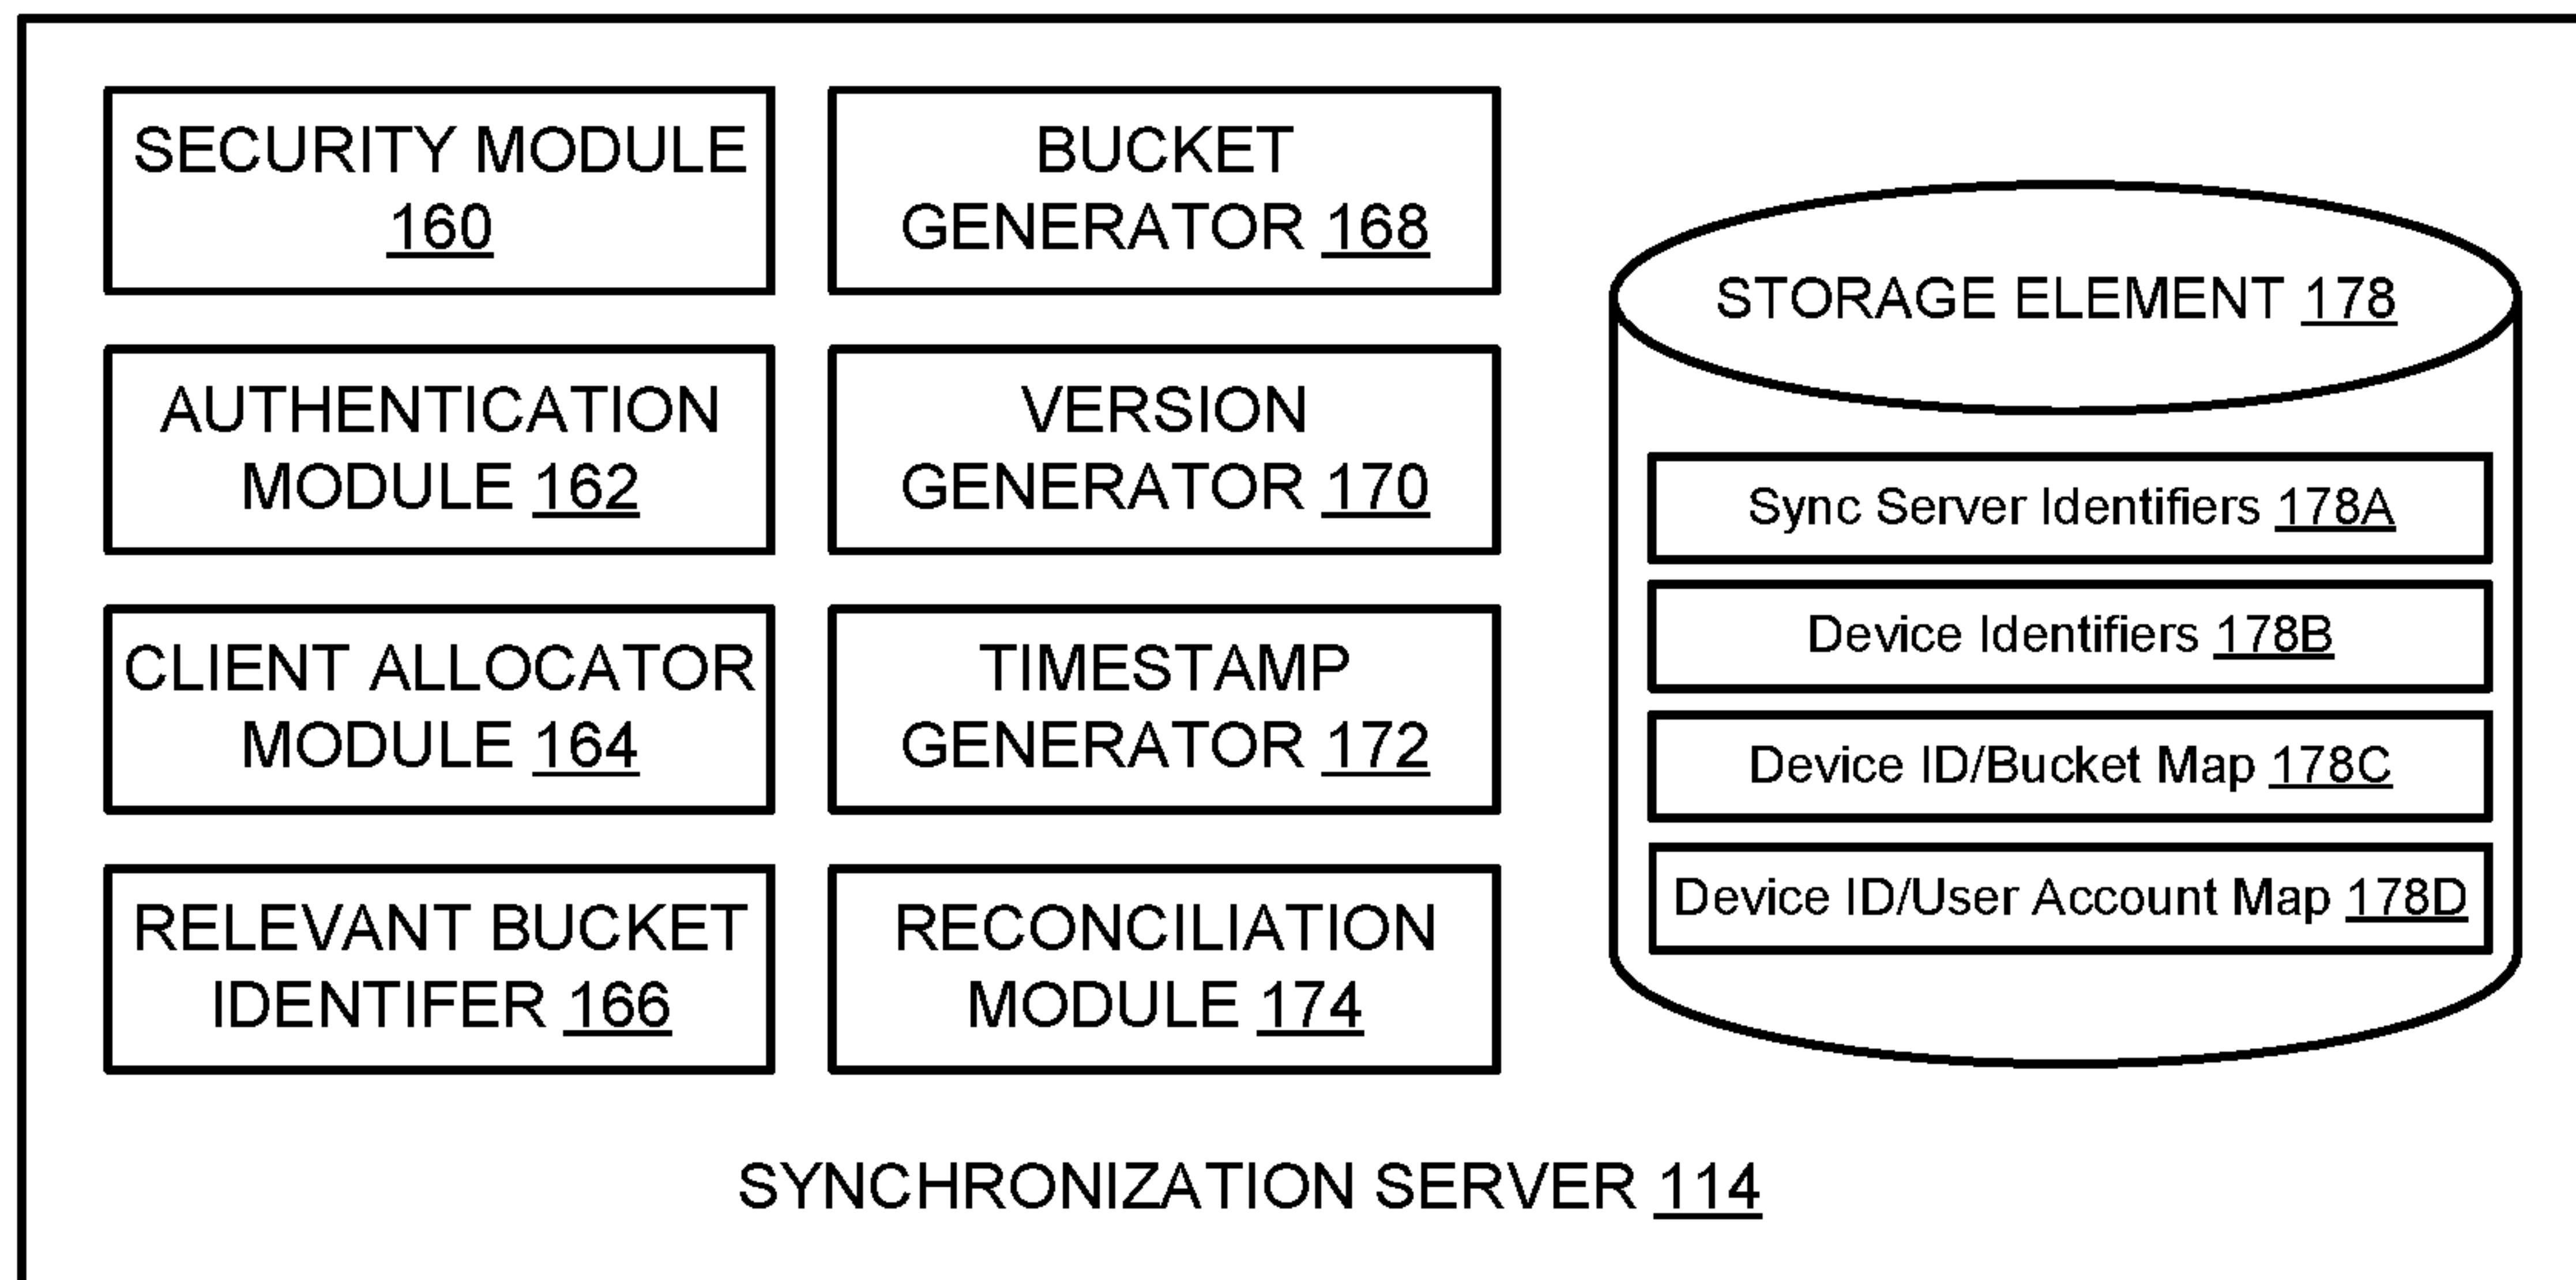 SECURITY MODULE
160
AUTHENTICATION
MODULE 162
CLIENT ALLOCATOR
MODULE 164
RELEVANT BUCKET
IDENTIFER 166
BUCKET
GENERATOR 168
VERSION
GENERATOR 170
TIMESTAMP
GENERATOR 172
RECONCILIATION
MODULE 174
STORAGE ELEMENT 178
Sync Server Identifiers 178A
Device Identifiers 178B
Device ID/Bucket Map 178C
Device ID/User Account Map 178D
SYNCHRONIZATION SERVER 114